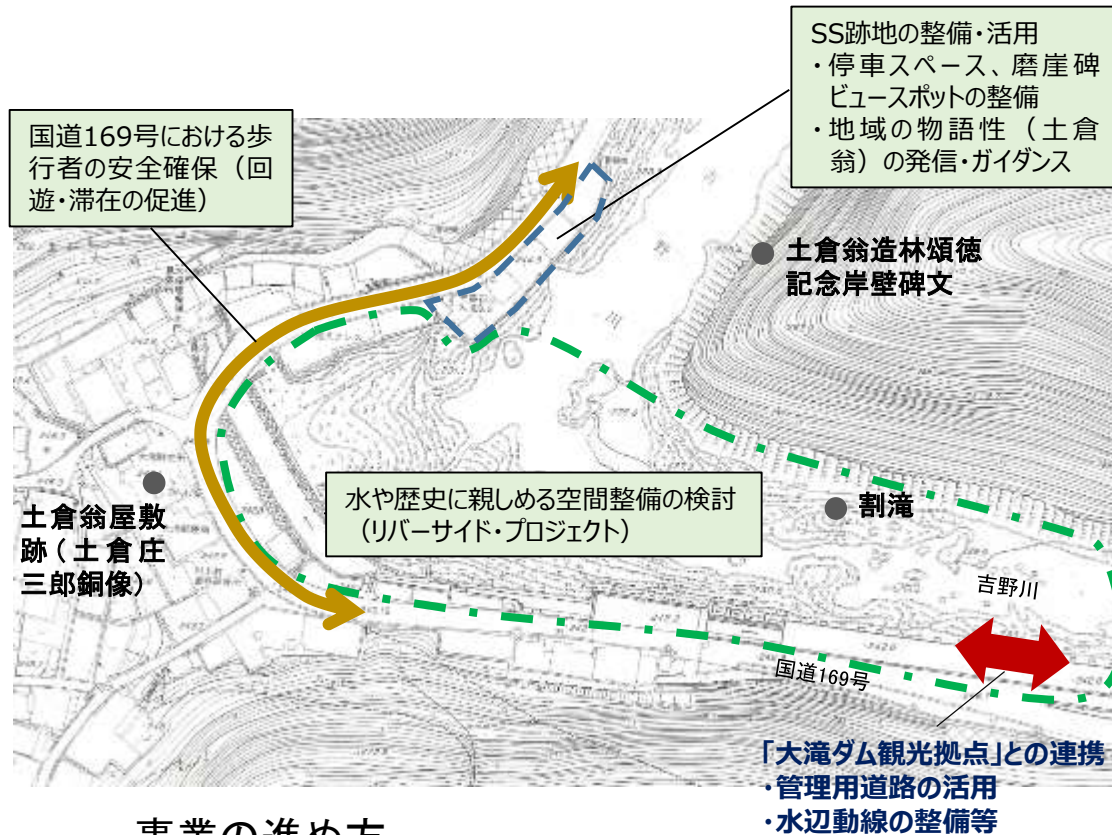 SS跡地の整備・活用
・停車スペース、磨崖碑
ビュースポットの整備
・地域の物語性（土倉
翁）の発信・ガイダンス
国道169号における歩
行者の安全確保（回
遊・滞在の促進）
土倉翁造林頌徳
記念岸壁碑文
水や歴史に親しめる空間整備の検討
（リバーサイド・プロジェクト）
割滝
土倉翁屋敷
跡（土倉庄
三郎銅像）
吉野川
国道169号
「大滝ダム観光拠点」との連携
・管理用道路の活用
・水辺動線の整備等
事業の進め方